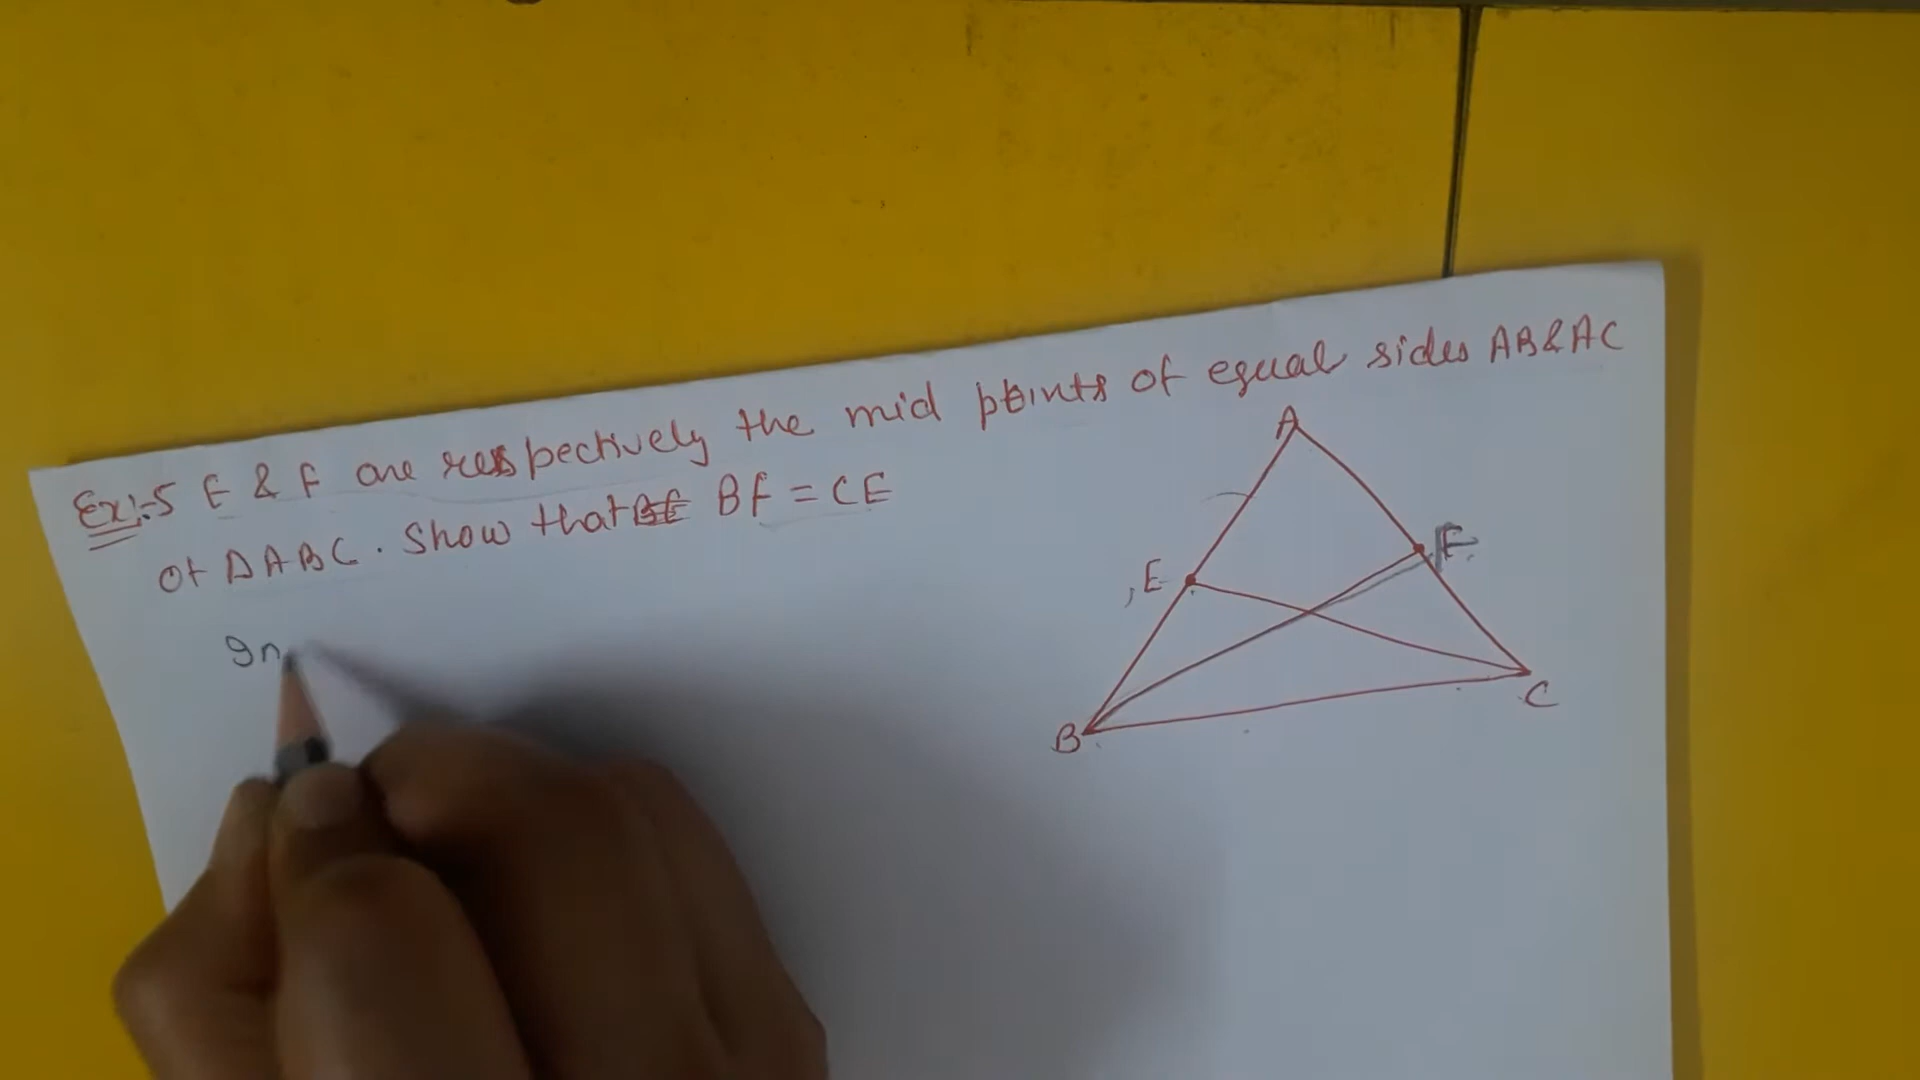 Ex:-5 E & F are respectively the mid points of equal sides AB & AC
of ΔABC. Show that BF = CE
In
A
E
F
B
C